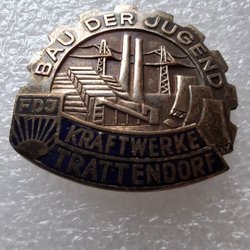 BAU DER JUGEND
FDJ
KRAFTWERKE
TRATTENDORF